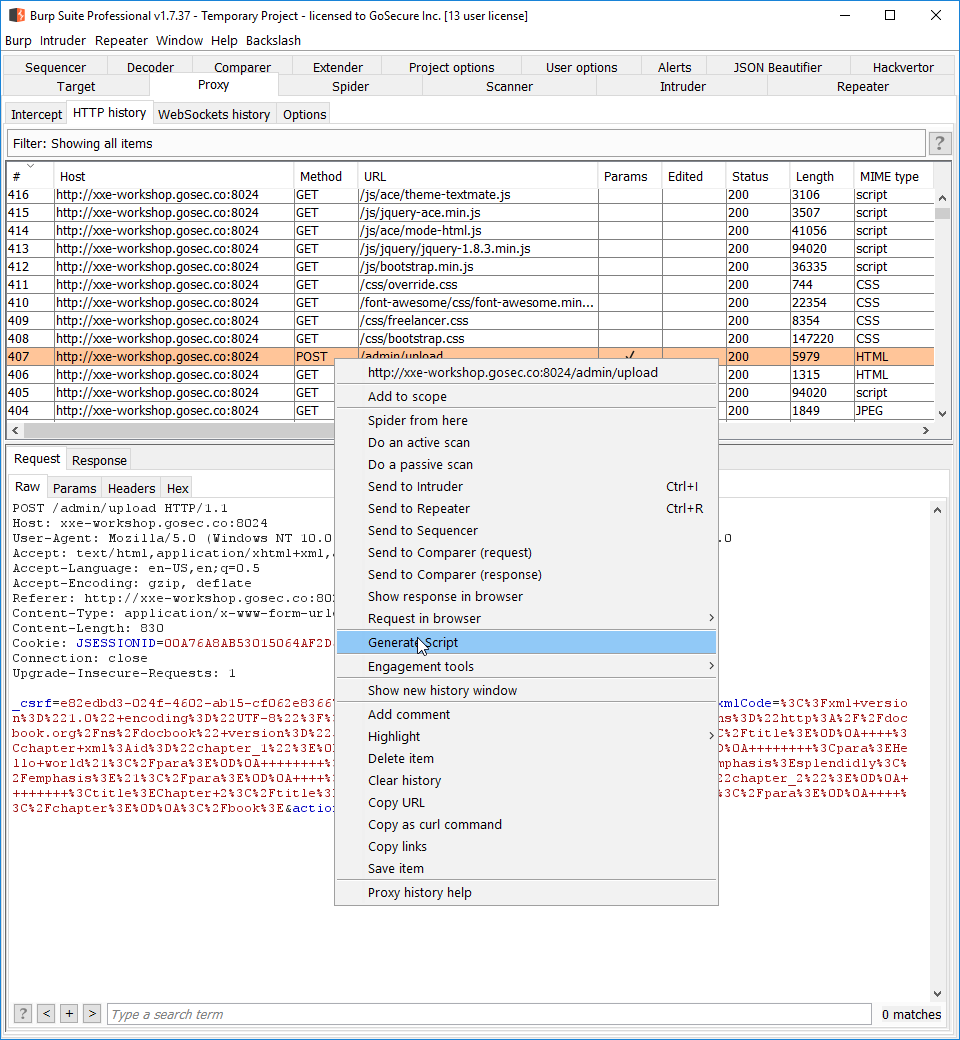 Burp Suite Professional v1.7.37 - Temporary Project - licensed to GoSecure Inc. [13 user license]
Burp Intruder Repeater Window Help Backslash
Sequencer Decoder Comparer Extender Project options User options Alerts JSON Beautifier Hackvertor
Target Proxy Spider Scanner Intruder Repeater
Intercept HTTP history WebSockets history Options
Filter: Showing all items ?
# Host Method URL Params Edited Status Length MIME type
416 http://xxe-workshop.gosec.co:8024 GET /js/ace/theme-textmate.js 200 3106 script
415 http://xxe-workshop.gosec.co:8024 GET /js/jquery-ace.min.js 200 3507 script
414 http://xxe-workshop.gosec.co:8024 GET /js/ace/mode-html.js 200 41056 script
413 http://xxe-workshop.gosec.co:8024 GET /js/jquery/jquery-1.8.3.min.js 200 94020 script
412 http://xxe-workshop.gosec.co:8024 GET /js/bootstrap.min.js 200 36335 script
411 http://xxe-workshop.gosec.co:8024 GET /css/override.css 200 744 CSS
410 http://xxe-workshop.gosec.co:8024 GET /font-awesome/css/font-awesome.min... 200 22354 CSS
409 http://xxe-workshop.gosec.co:8024 GET /css/freelancer.css 200 8354 CSS
408 http://xxe-workshop.gosec.co:8024 GET /css/bootstrap.css 200 147220 CSS
407 http://xxe-workshop.gosec.co:8024 POST /admin/upload ✓ 200 5979 HTML
406 http://xxe-workshop.gosec.co:8024 GET 200 1315 HTML
405 http://xxe-workshop.gosec.co:8024 GET 200 94020 script
404 http://xxe-workshop.gosec.co:8024 GET 200 1849 JPEG
http://xxe-workshop.gosec.co:8024/admin/upload
Add to scope
Spider from here
Do an active scan
Do a passive scan
Send to Intruder Ctrl+I
Send to Repeater Ctrl+R
Send to Sequencer
Send to Comparer (request)
Send to Comparer (response)
Show response in browser
Request in browser
Generate Script
Engagement tools
Show new history window
Add comment
Highlight
Delete item
Clear history
Copy URL
Copy as curl command
Copy links
Save item
Proxy history help
Request Response
Raw Params Headers Hex
POST /admin/upload HTTP/1.1
Host: xxe-workshop.gosec.co:8024
User-Agent: Mozilla/5.0 (Windows NT 10.0 .0
Accept: text/html,application/xhtml+xml,
Accept-Language: en-US,en;q=0.5
Accept-Encoding: gzip, deflate
Referer: http://xxe-workshop.gosec.co:80
Content-Type: application/x-www-form-url
Content-Length: 830
Cookie: JSESSIONID=00A76A8AB53015064AF2D
Connection: close
Upgrade-Insecure-Requests: 1
_csrf=e82edbd3-024f-4602-ab15-cf062e8366 xmlCode=%3C%3Fxml+versio
n%3D%221.0%22+encoding%3D%22UTF-8%22%3F% ns%3D%22http%3A%2F%2Fdoc
book.org%2Fns%2Fdocbook%22+version%3D%22 C%2Ftitle%3E%0D%0A++++%3
Cchapter+xml%3Aid%3D%22chapter_1%22%3E%0 0D%0A++++++++%3Cpara%3EHe
llo+world%21%3C%2Fpara%3E%0D%0A++++++++% mphasis%3Esplendidly%3C%
2Femphasis%3E%21%3C%2Fpara%3E%0D%0A++++% 22chapter_2%22%3E%0D%0A+
+++++++%3Ctitle%3EChapter+2%3C%2Ftitle%3 %3C%2Fpara%3E%0D%0A++++%
3C%2Fchapter%3E%0D%0A%3C%2Fbook%3E&action
? < + > Type a search term 0 matches